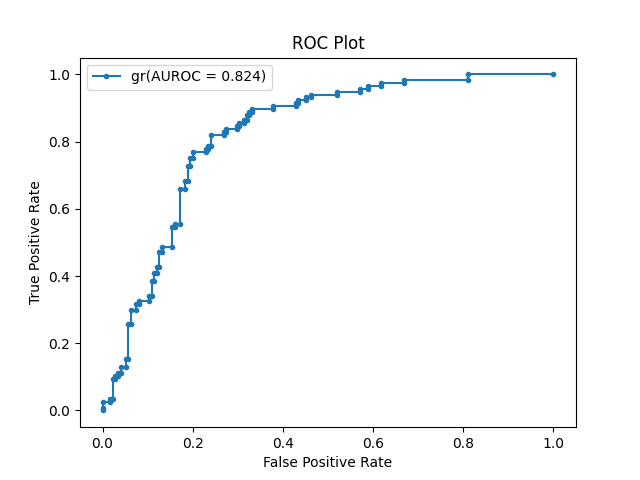 ROC Plot
gr(AUROC = 0.824)
True Positive Rate
1.0
0.8
0.6
0.4
0.2
0.0
0.0 0.2 0.4 0.6 0.8 1.0
False Positive Rate